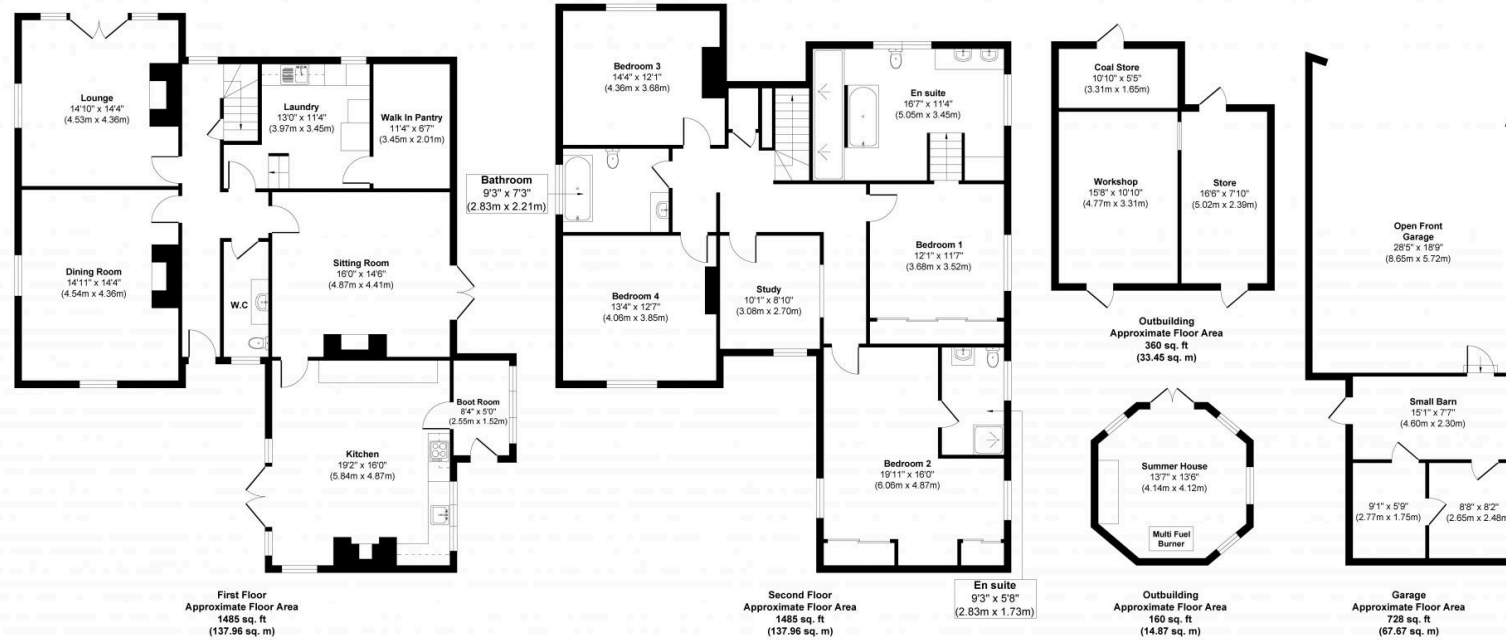 Lounge
14'10" x 14'4"
(4.53m x 4.36m)
Laundry
13'0" x 11'4"
(3.97m x 3.45m)
Walk In Pantry
11'4" x 6'7"
(3.45m x 2.01m)
Dining Room
14'11" x 14'4"
(4.54m x 4.36m)
W.C
Sitting Room
16'0" x 14'6"
(4.87m x 4.41m)
Boot Room
8'4" x 5'0"
(2.55m x 1.52m)
Kitchen
19'2" x 16'0"
(5.84m x 4.87m)
First Floor
Approximate Floor Area
1485 sq. ft
(137.96 sq. m)
Bedroom 3
14'4" x 12'1"
(4.36m x 3.68m)
En suite
16'7" x 11'4"
(5.05m x 3.45m)
Bathroom
9'3" x 7'3"
(2.83m x 2.21m)
Bedroom 1
12'1" x 11'7"
(3.68m x 3.52m)
Bedroom 4
13'4" x 12'7"
(4.06m x 3.85m)
Study
10'1" x 8'10"
(3.08m x 2.70m)
Bedroom 2
19'11" x 16'0"
(6.06m x 4.87m)
En suite
9'3" x 5'8"
(2.83m x 1.73m)
Second Floor
Approximate Floor Area
1485 sq. ft
(137.96 sq. m)
Coal Store
10'10" x 5'5"
(3.31m x 1.65m)
Workshop
15'8" x 10'10"
(4.77m x 3.31m)
Store
16'6" x 7'10"
(5.02m x 2.39m)
Outbuilding
Approximate Floor Area
360 sq. ft
(33.45 sq. m)
Summer House
13'7" x 13'6"
(4.14m x 4.12m)
Multi Fuel
Burner
Outbuilding
Approximate Floor Area
160 sq. ft
(14.87 sq. m)
Open Front
Garage
28'5" x 18'9"
(8.65m x 5.72m)
Small Barn
15'1" x 7'7"
(4.60m x 2.30m)
9'1" x 5'9"
(2.77m x 1.75m)
8'8" x 8'2"
(2.65m x 2.48m
Garage
Approximate Floor Area
728 sq. ft
(67.67 sq. m)